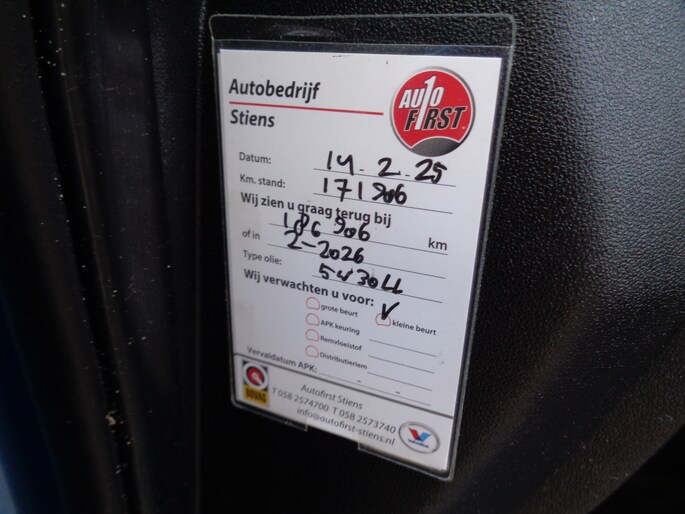 Autobedrijf
Stiens
AUTO
FIRST
Datum: 14-2-25
Km. stand: 171906
Wij zien u graag terug bij
186906 km
of in 2-2026
Type olie: 5W30LL
Wij verwachten u voor: V
grote beurt kleine beurt
APK keuring
Remvloeistof
Distributieriem
Vervaldatum APK: - -
BOVAG
Autofirst Stiens
T 058 2574700 T 058 2573740
info@autofirst-stiens.nl
Valvoline